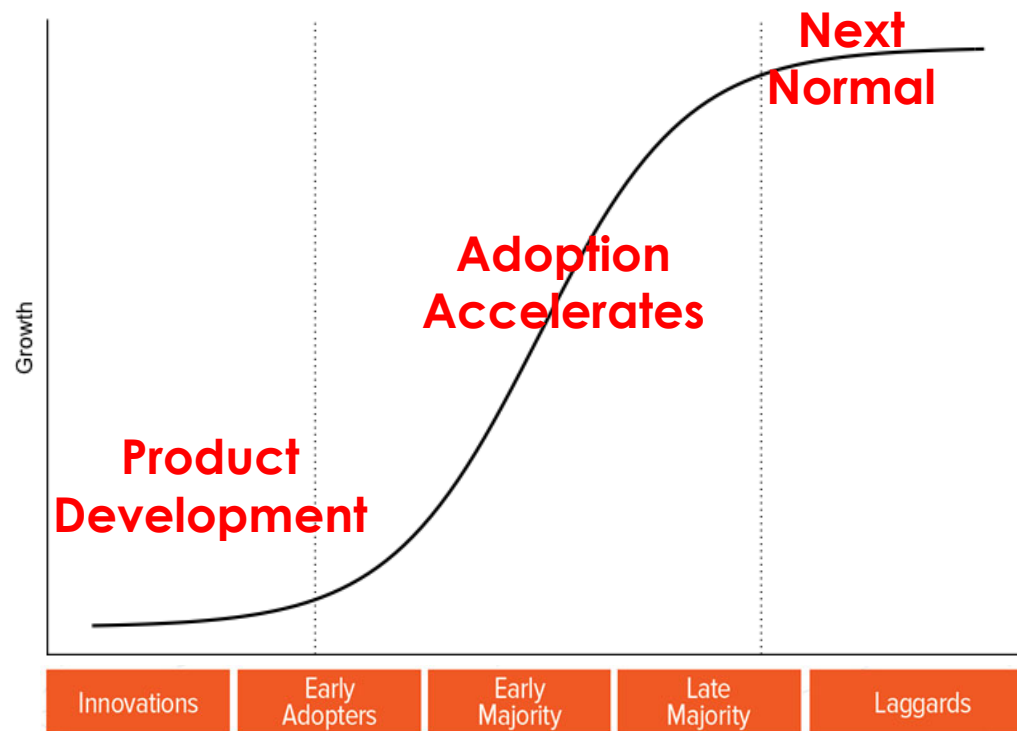 Next
Normal
Adoption
Accelerates
Growth
Product
Development
Innovations
Early
Adopters
Early
Majority
Late
Majority
Laggards